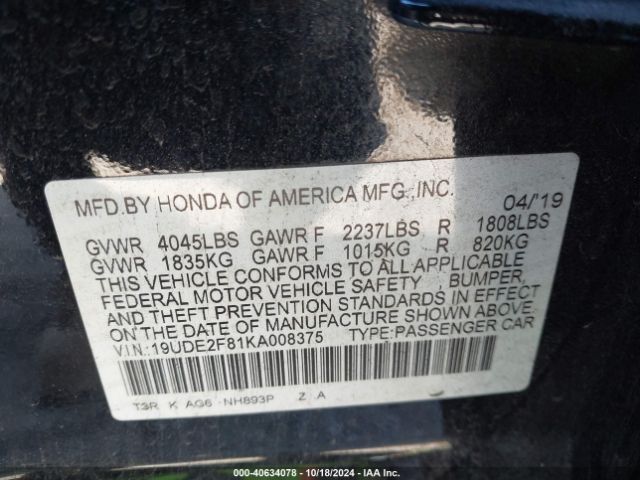 MFD.BY HONDA OF AMERICA MFG.,INC. 04/'19
GVWR 4045LBS GAWR F 2237LBS R 1808LBS
GVWR 1835KG GAWR F 1015KG R 820KG
THIS VEHICLE CONFORMS TO ALL APPLICABLE
FEDERAL MOTOR VEHICLE SAFETY, BUMPER,
AND THEFT PREVENTION STANDARDS IN EFFECT
ON THE DATE OF MANUFACTURE SHOWN ABOVE.
V.I.N.:19UDE2F81KA008375 TYPE:PASSENGER CAR
T3R K AG6 NH893P Z A
000-40634078 | 10/18/2024 | IAA Inc.